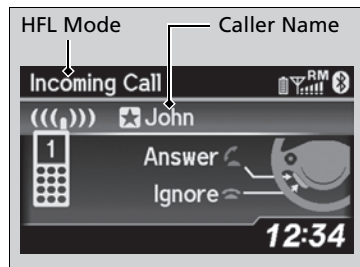 HFL Mode Caller Name
Incoming Call RM
John
1
Answer
Ignore
12:34